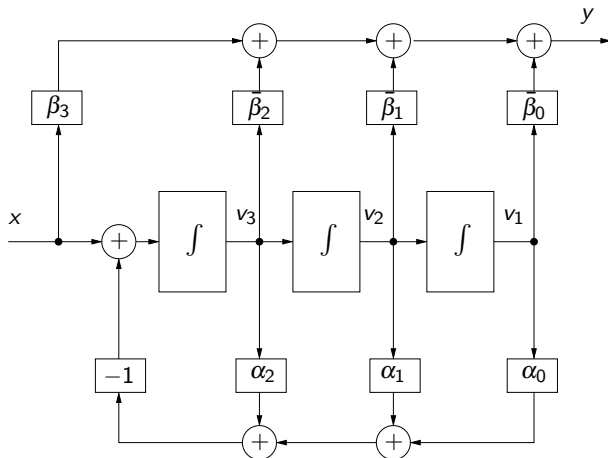 y
+ + +
β₃ β̄₂ β̄₁ β̄₀
x + ∫ v₃ ∫ v₂ ∫ v₁
−1 α₂ α₁ α₀
+ +